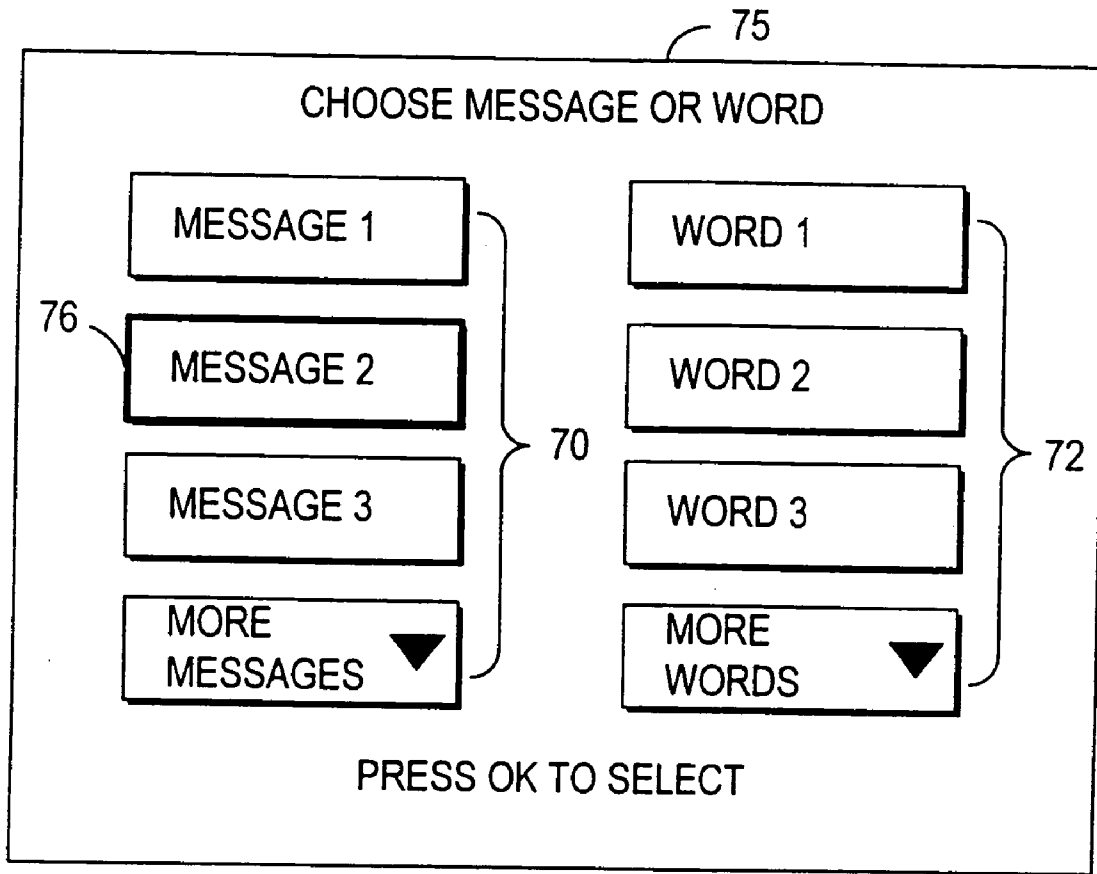 75
CHOOSE MESSAGE OR WORD
MESSAGE 1
76
MESSAGE 2
MESSAGE 3
MORE
MESSAGES
70
WORD 1
WORD 2
WORD 3
MORE
WORDS
72
PRESS OK TO SELECT